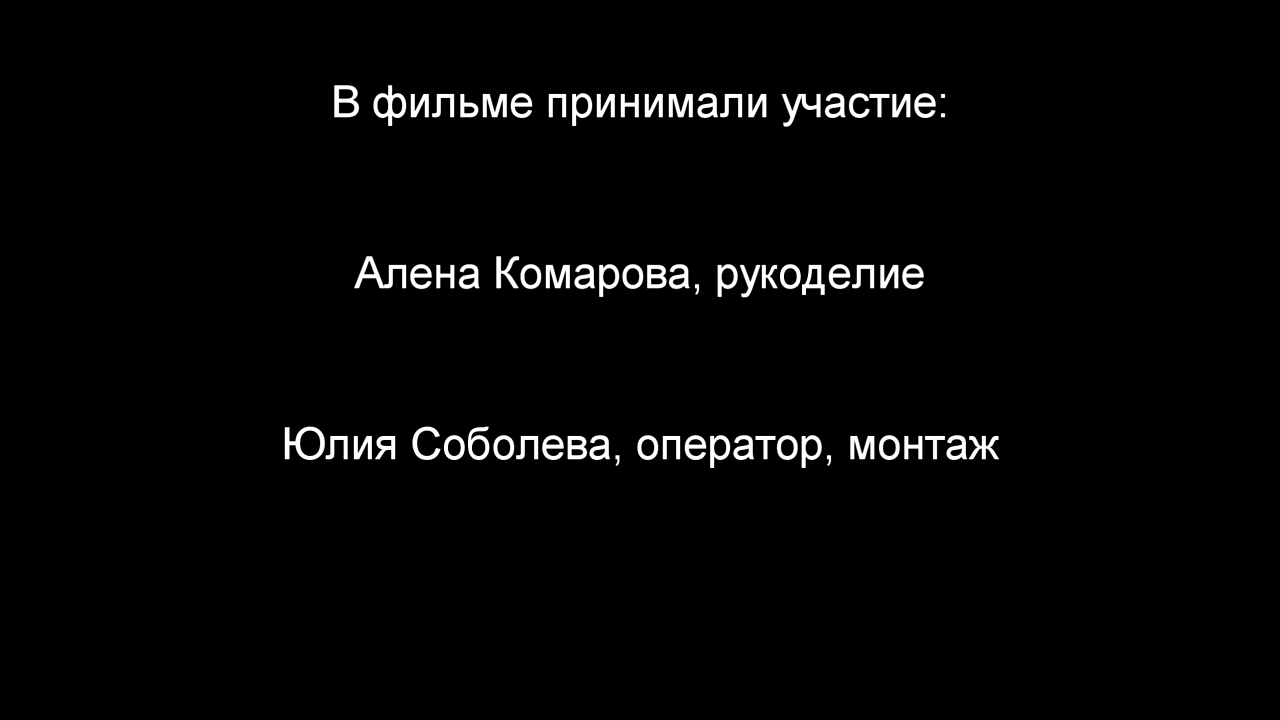 В фильме принимали участие:
Алена Комарова, рукоделие
Юлия Соболева, оператор, монтаж